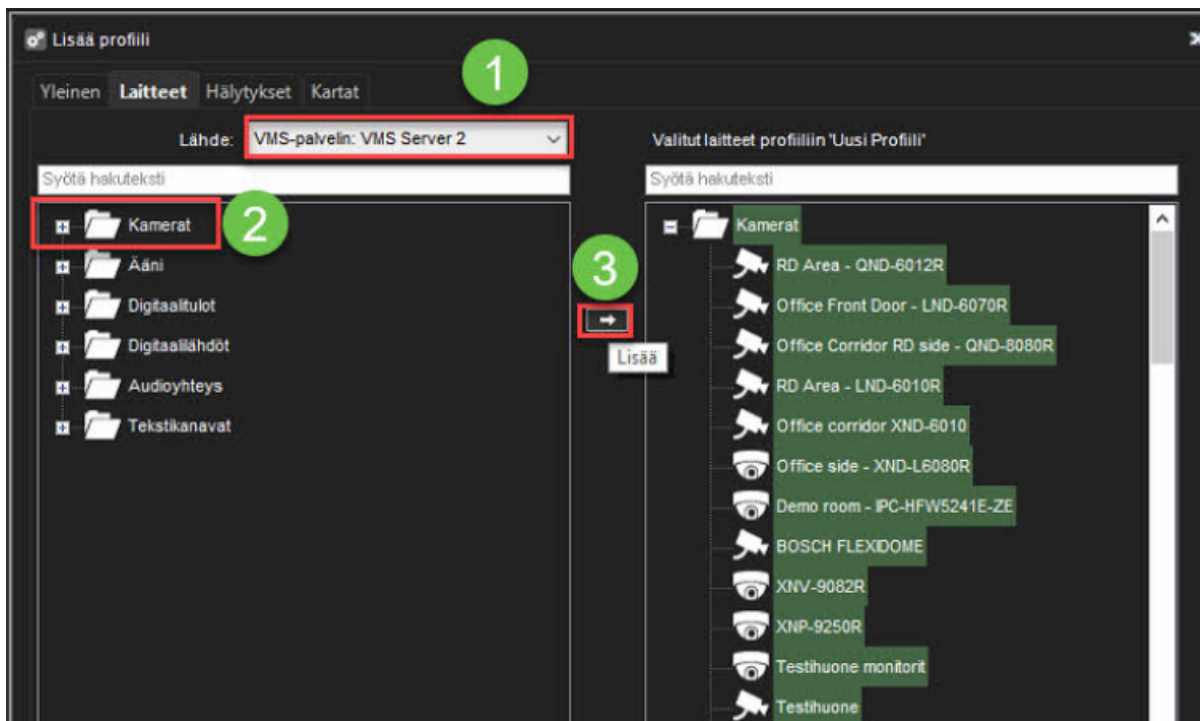 Lisää profiili
Yleinen Laitteet Hälytykset Kartat
1
Lähde: VMS-palvelin: VMS Server 2
Syötä hakuteksti
Kamerat
2
Ääni
Digitaalitulot
Digitaalilähdöt
Audioyhteys
Tekstikanavat
3
Lisää
Valitut laitteet profiiliin 'Uusi Profiili'
Syötä hakuteksti
Kamerat
RD Area - QND-6012R
Office Front Door - LND-6070R
Office Corridor RD side - QND-8080R
RD Area - LND-6010R
Office corridor XND-6010
Office side - XND-L6080R
Demo room - IPC-HFW5241E-ZE
BOSCH FLEXIDOME
XNV-9082R
XNP-9250R
Testihuone monitorit
Testihuone